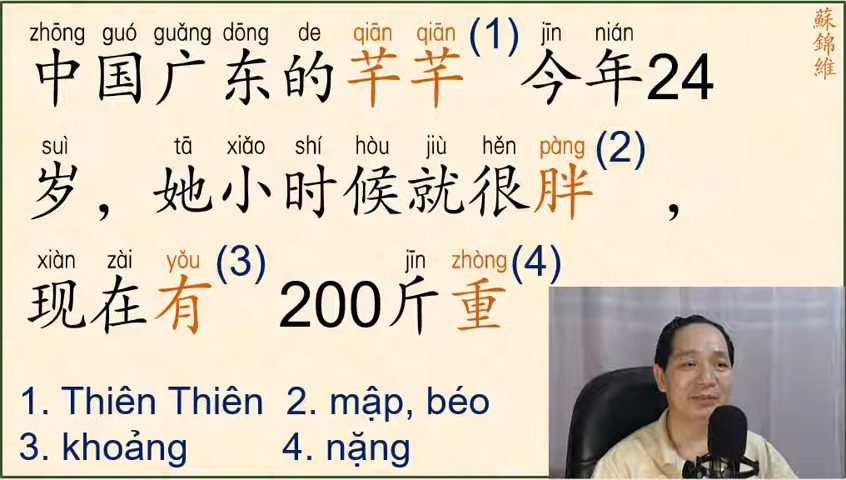 zhōng guó guǎng dōng de qiān qiān jīn nián
中国广东的芊芊(1)今年24
suì tā xiǎo shí hòu jiù hěn pàng
岁，她小时候就很胖(2)，
xiàn zài yǒu jīn zhòng
现在有(3) 200斤重(4)
1. Thiên Thiên 2. mập, béo
3. khoảng 4. nặng
蘇錦維